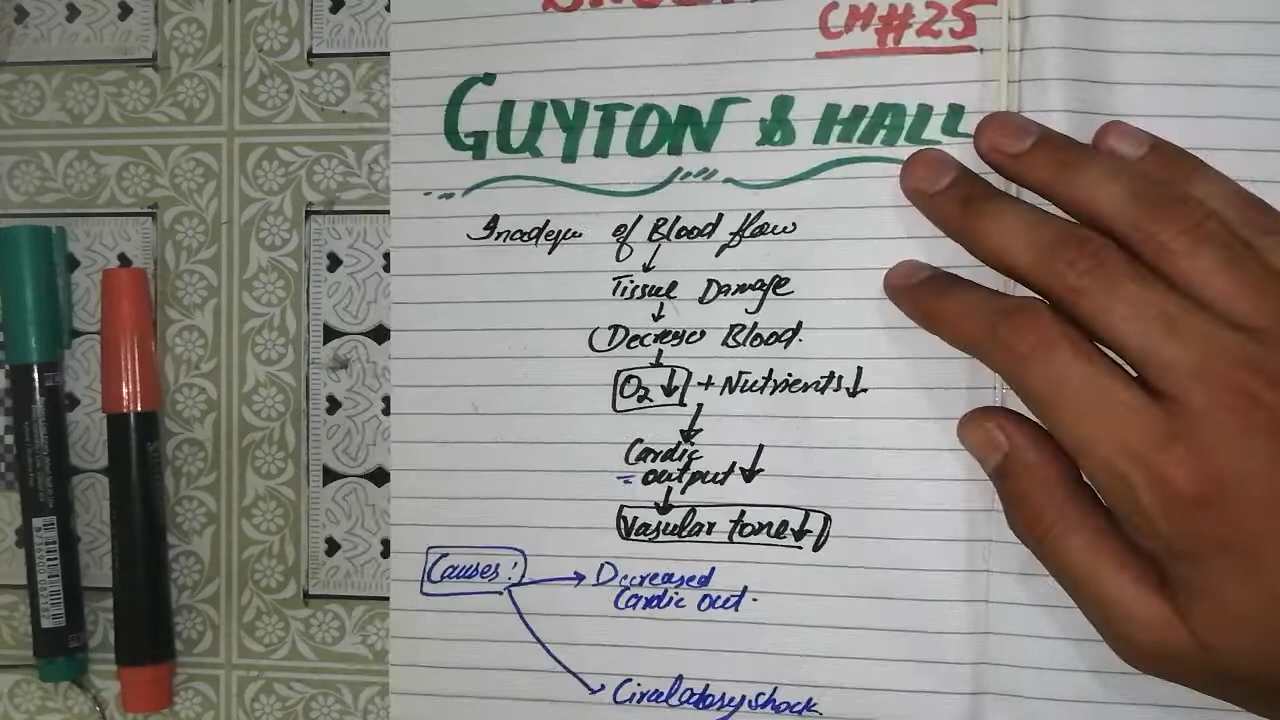 CH#25
GUYTON & HALL
Inadequ of Blood flow
Tissue Damage
Decrese Blood.
O₂ ↓ + Nutrients ↓
Cardic
output ↓
Vasular tone ↓
Causes!
Decreased
Cardic out.
Circulatory shock